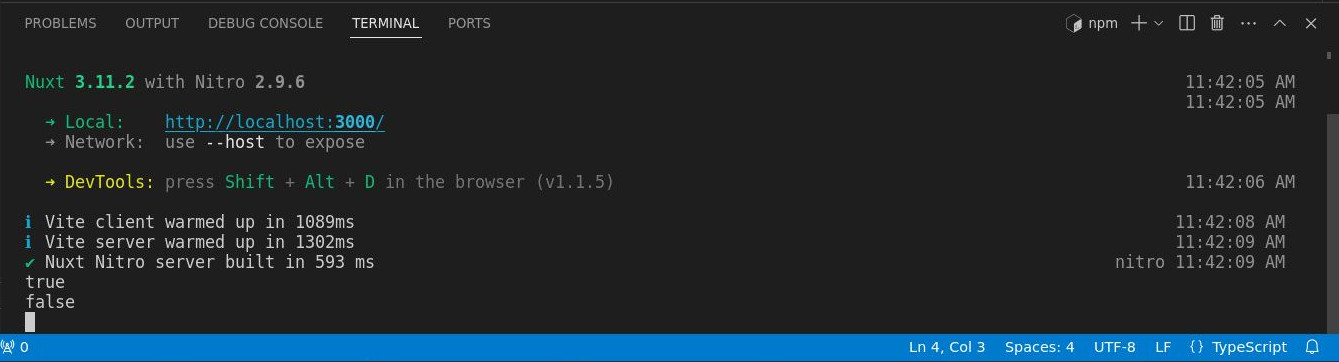 PROBLEMS OUTPUT DEBUG CONSOLE TERMINAL PORTS npm
Nuxt 3.11.2 with Nitro 2.9.6 11:42:05 AM
11:42:05 AM
➜ Local: http://localhost:3000/
➜ Network: use --host to expose
➜ DevTools: press Shift + Alt + D in the browser (v1.1.5) 11:42:06 AM
ℹ Vite client warmed up in 1089ms 11:42:08 AM
ℹ Vite server warmed up in 1302ms 11:42:09 AM
✔ Nuxt Nitro server built in 593 ms nitro 11:42:09 AM
true
false
0 Ln 4, Col 3 Spaces: 4 UTF-8 LF {} TypeScript